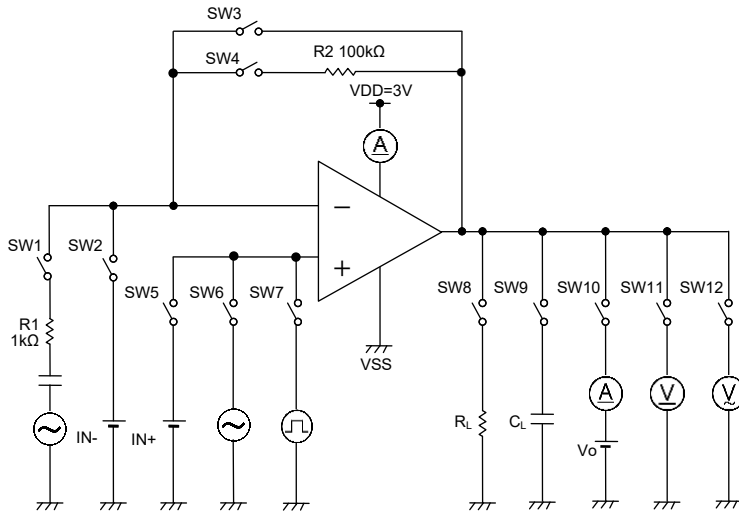 SW3
SW4
R2 100kΩ
VDD=3V
A
−
+
SW1
SW2
SW5
SW6
SW7
SW8
SW9
SW10
SW11
SW12
R1
1kΩ
VSS
A
V
V
IN-
IN+
RL
CL
Vo